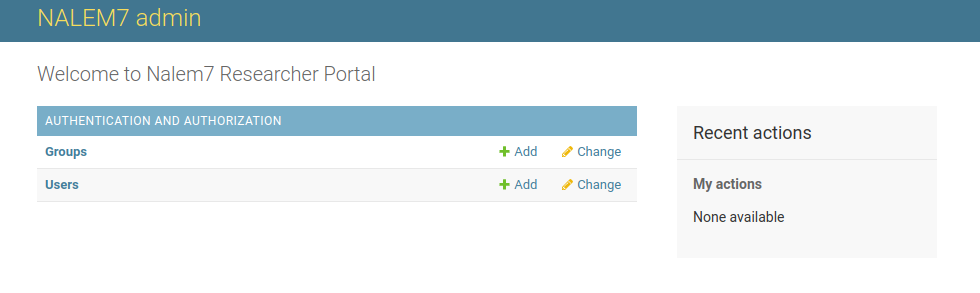 NALEM7 admin
Welcome to Nalem7 Researcher Portal
AUTHENTICATION AND AUTHORIZATION
Groups Add Change
Users Add Change
Recent actions
My actions
None available